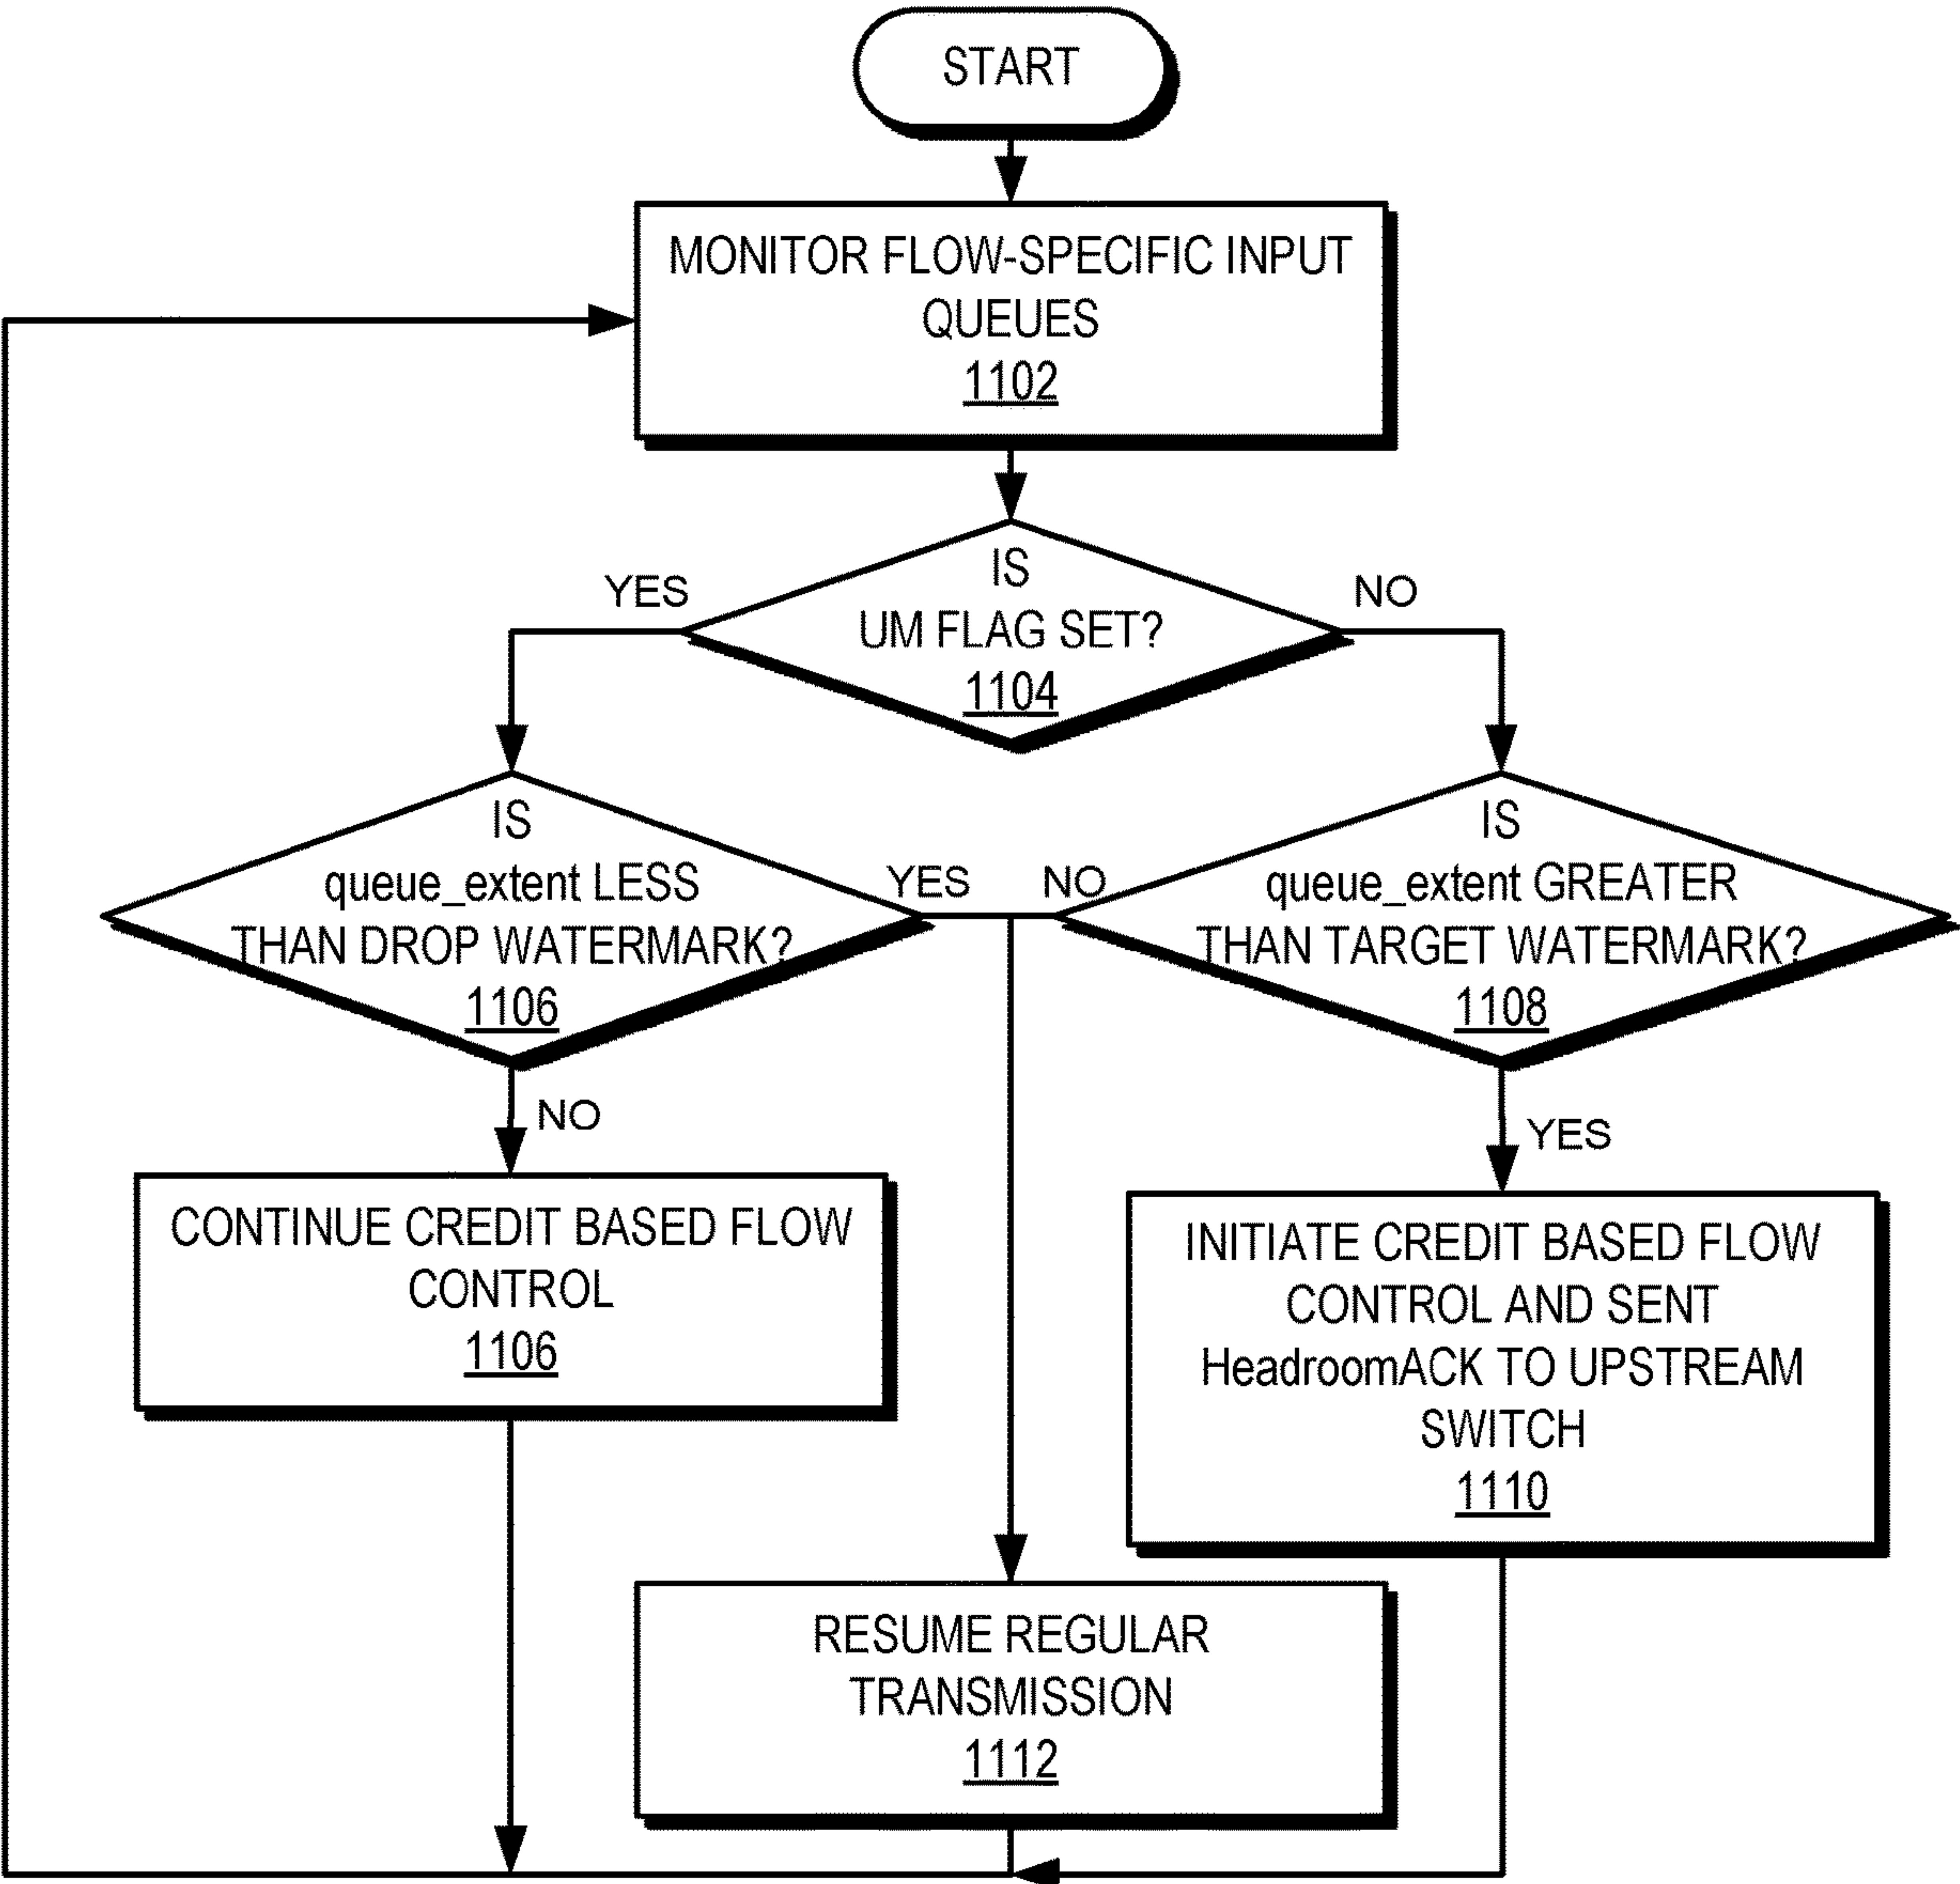 START
MONITOR FLOW-SPECIFIC INPUT
QUEUES
1102
IS
UM FLAG SET?
1104
YES
NO
IS
queue_extent LESS
THAN DROP WATERMARK?
1106
YES
NO
IS
queue_extent GREATER
THAN TARGET WATERMARK?
1108
NO
YES
CONTINUE CREDIT BASED FLOW
CONTROL
1106
INITIATE CREDIT BASED FLOW
CONTROL AND SENT
HeadroomACK TO UPSTREAM
SWITCH
1110
RESUME REGULAR
TRANSMISSION
1112